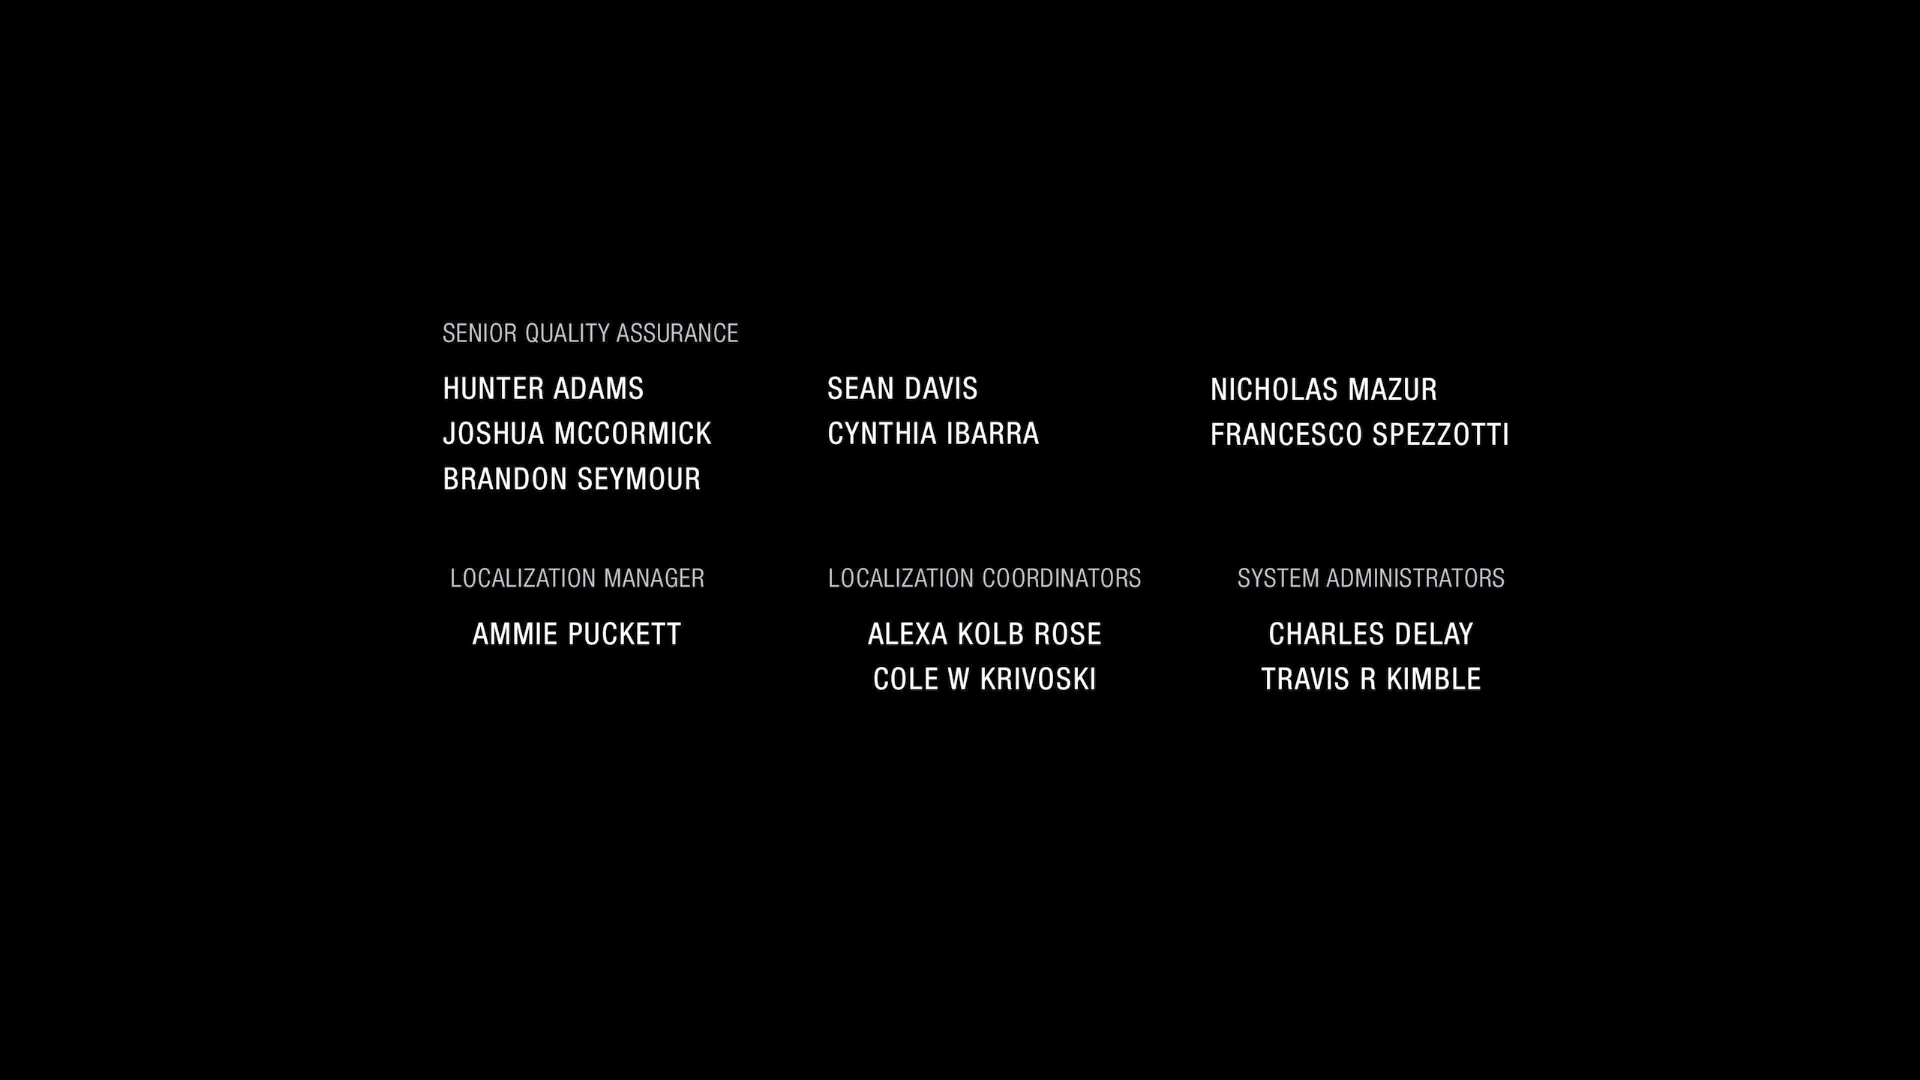 SENIOR QUALITY ASSURANCE
HUNTER ADAMS
JOSHUA MCCORMICK
BRANDON SEYMOUR
SEAN DAVIS
CYNTHIA IBARRA
NICHOLAS MAZUR
FRANCESCO SPEZZOTTI
LOCALIZATION MANAGER
AMMIE PUCKETT
LOCALIZATION COORDINATORS
ALEXA KOLB ROSE
COLE W KRIVOSKI
SYSTEM ADMINISTRATORS
CHARLES DELAY
TRAVIS R KIMBLE